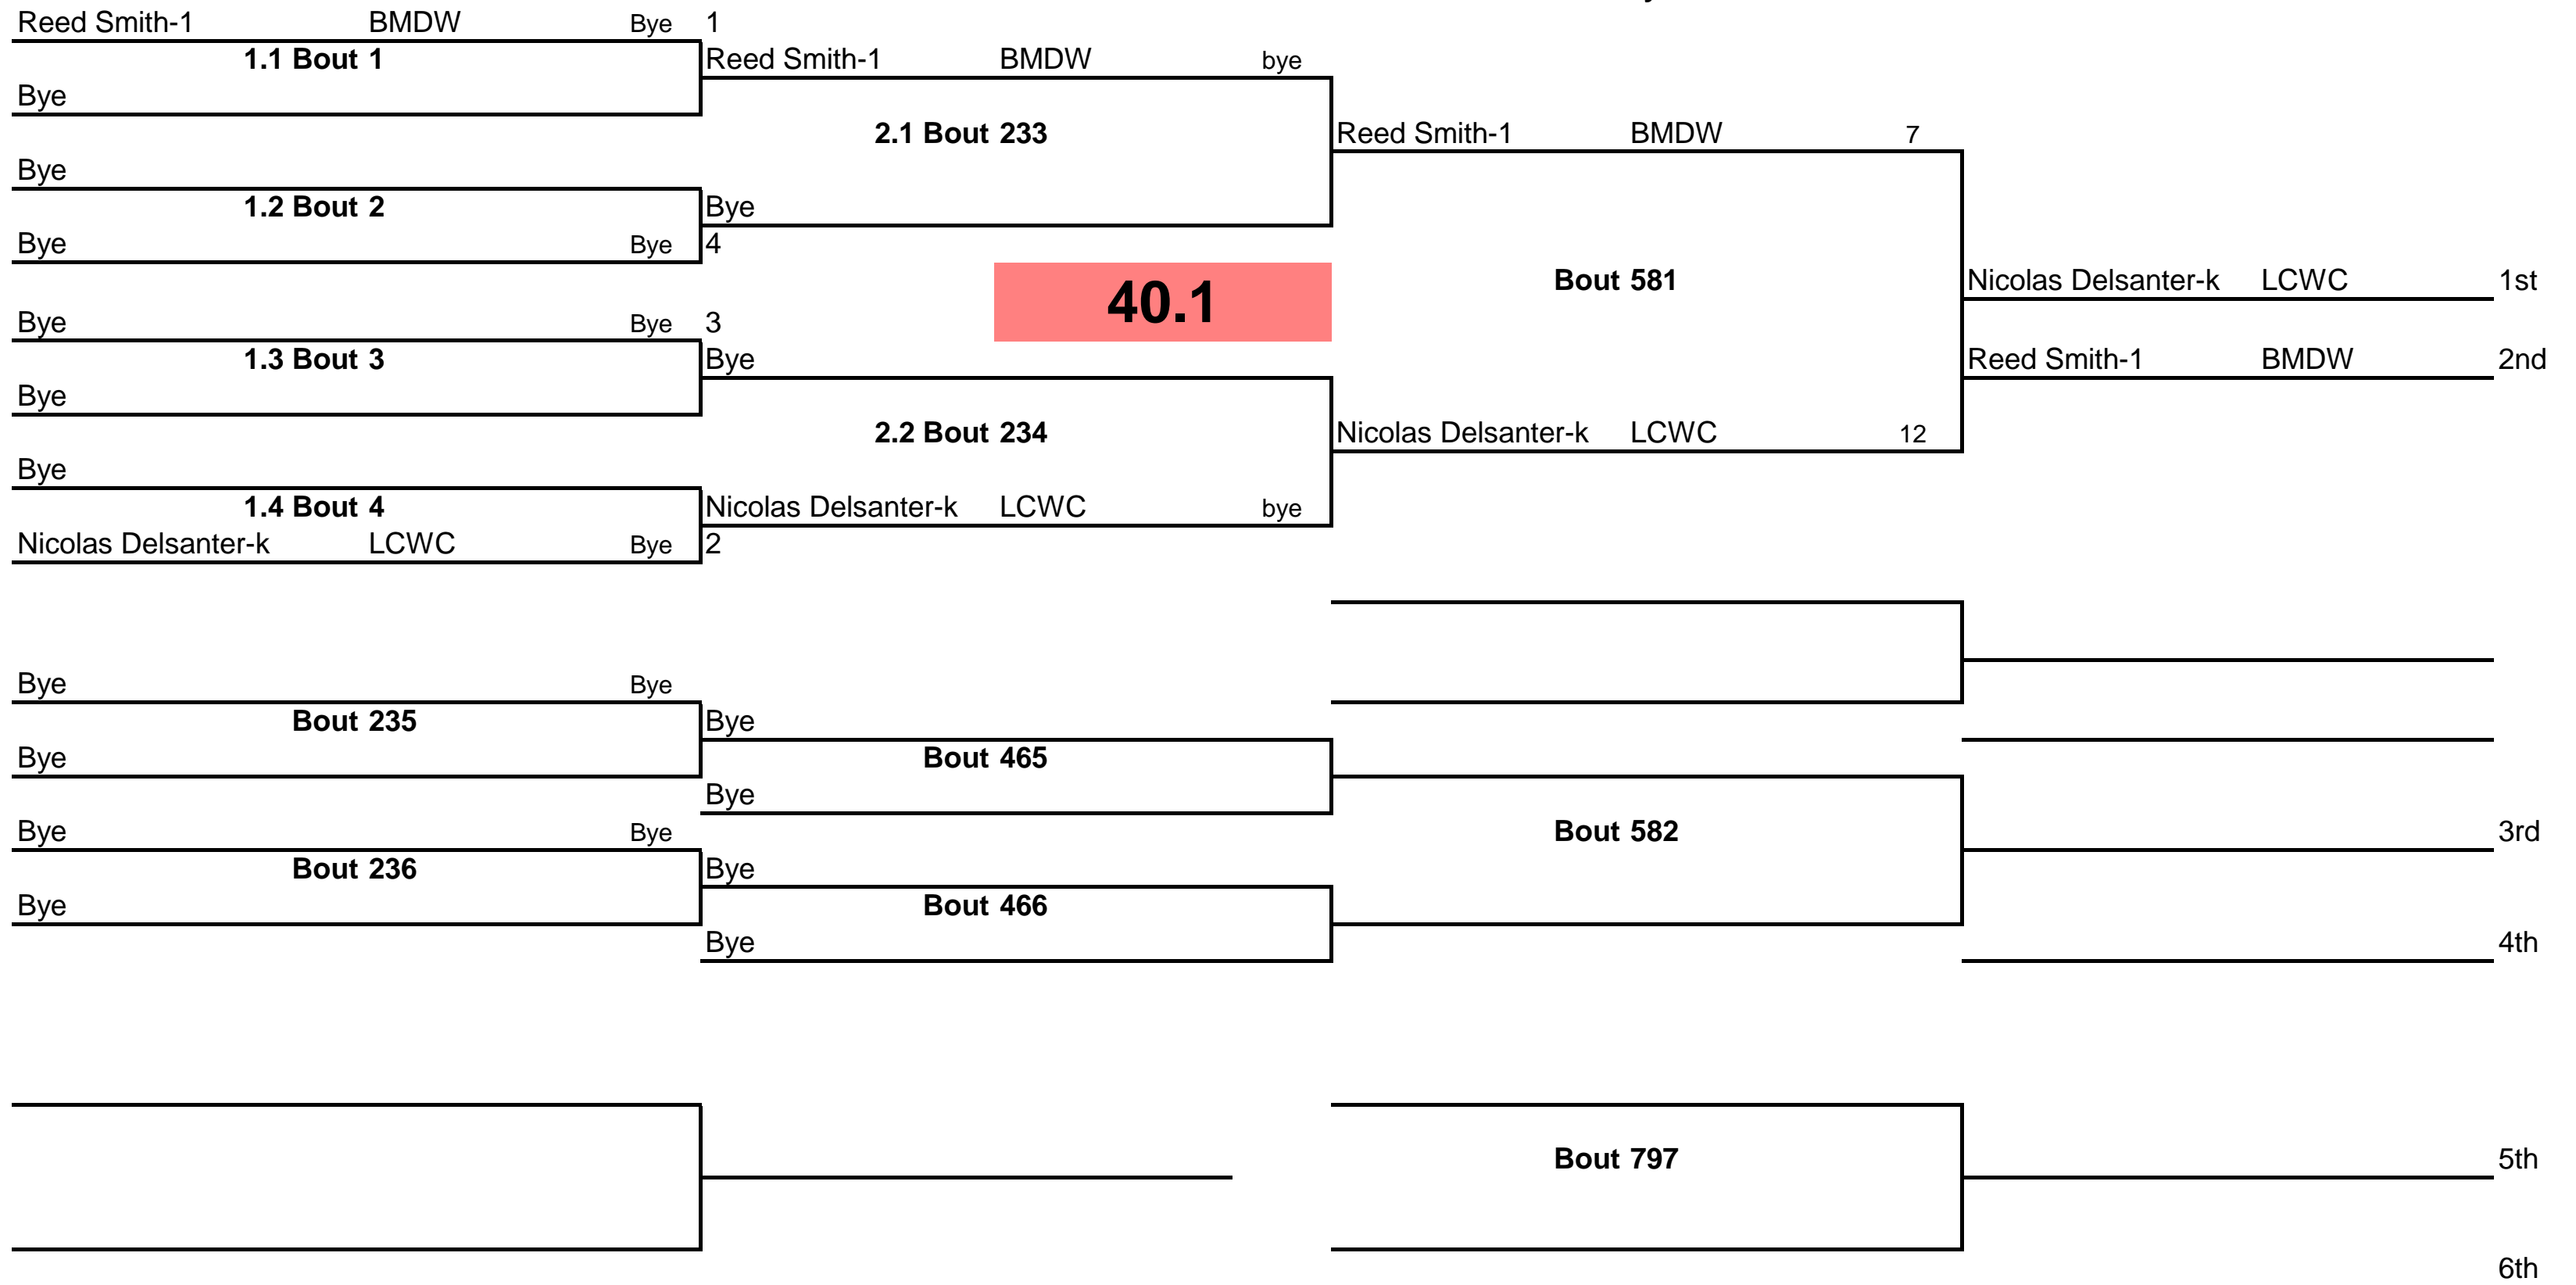 Reed Smith-1 BMDW Bye 1
1.1 Bout 1 Reed Smith-1 BMDW bye
Bye
2.1 Bout 233 Reed Smith-1 BMDW 7
Bye
1.2 Bout 2 Bye
Bye Bye 4
40.1 Bout 581 Nicolas Delsanter-k LCWC 1st
Bye Bye 3
1.3 Bout 3 Bye Reed Smith-1 BMDW 2nd
Bye
2.2 Bout 234 Nicolas Delsanter-k LCWC 12
Bye
1.4 Bout 4 Nicolas Delsanter-k LCWC bye
Nicolas Delsanter-k LCWC Bye 2
Bye Bye
Bout 235 Bye
Bye Bout 465
Bye
Bye Bye Bout 582 3rd
Bout 236 Bye
Bye Bout 466
Bye 4th
Bout 797 5th
6th